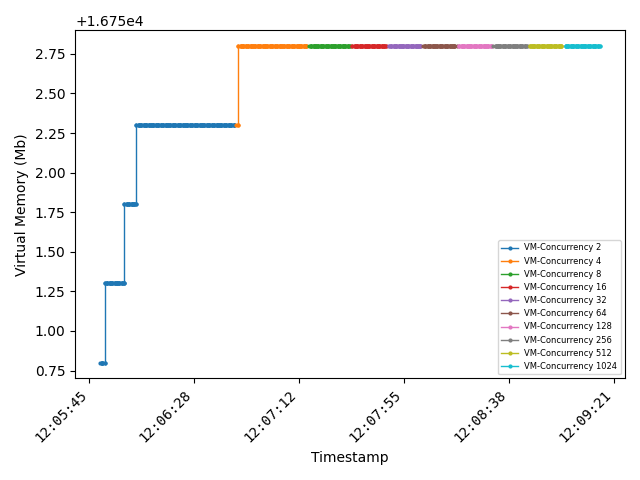 +1.675e4
2.75
2.50
2.25
2.00
1.75
1.50
1.25
1.00
0.75
Virtual Memory (Mb)
VM-Concurrency 2
VM-Concurrency 4
VM-Concurrency 8
VM-Concurrency 16
VM-Concurrency 32
VM-Concurrency 64
VM-Concurrency 128
VM-Concurrency 256
VM-Concurrency 512
VM-Concurrency 1024
12:05:45
12:06:28
12:07:12
12:07:55
12:08:38
12:09:21
Timestamp